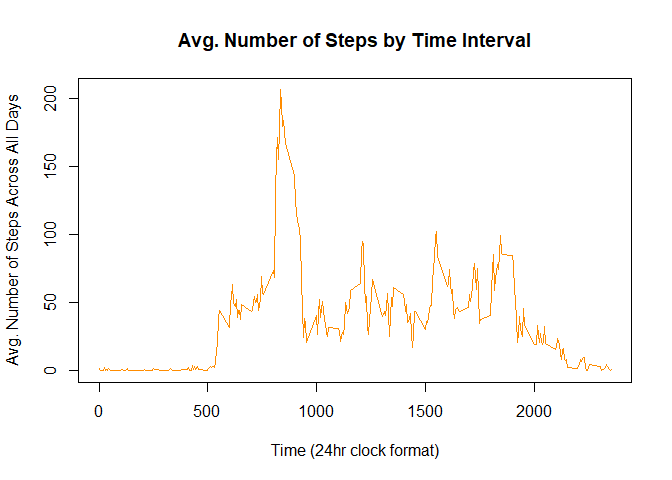 Avg. Number of Steps by Time Interval
Avg. Number of Steps Across All Days
200
150
100
50
0
0 500 1000 1500 2000
Time (24hr clock format)